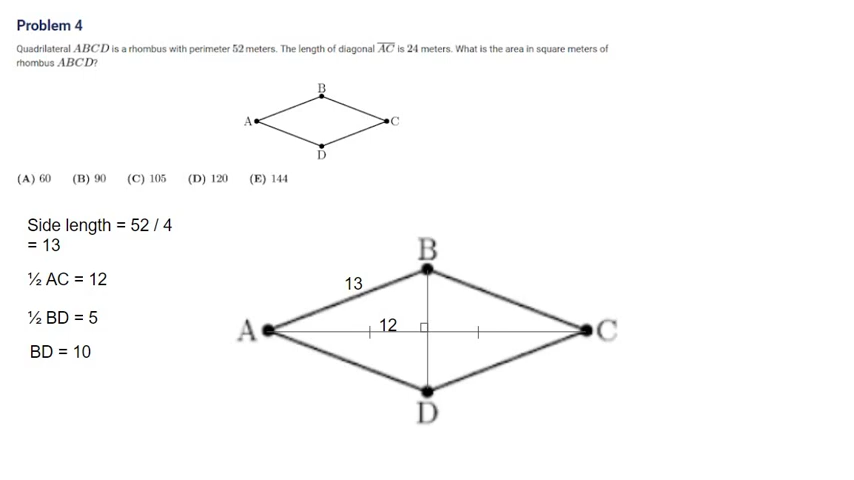 Problem 4
Quadrilateral ABCD is a rhombus with perimeter 52 meters. The length of diagonal AC is 24 meters. What is the area in square meters of
rhombus ABCD?
B
A
C
D
(A) 60 (B) 90 (C) 105 (D) 120 (E) 144
Side length = 52 / 4
= 13
½ AC = 12
½ BD = 5
BD = 10
B
13
A
12
C
D